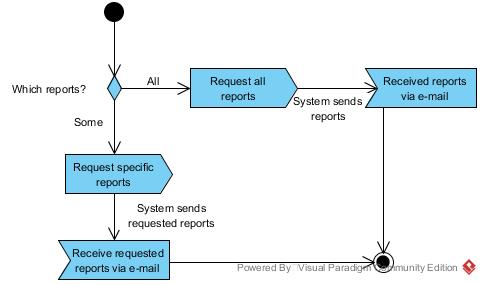 All
Which reports?
Request all
reports
System sends
reports
Received reports
via e-mail
Some
Request specific
reports
System sends
requested reports
Receive requested
reports via e-mail
Powered By Visual Paradigm Community Edition